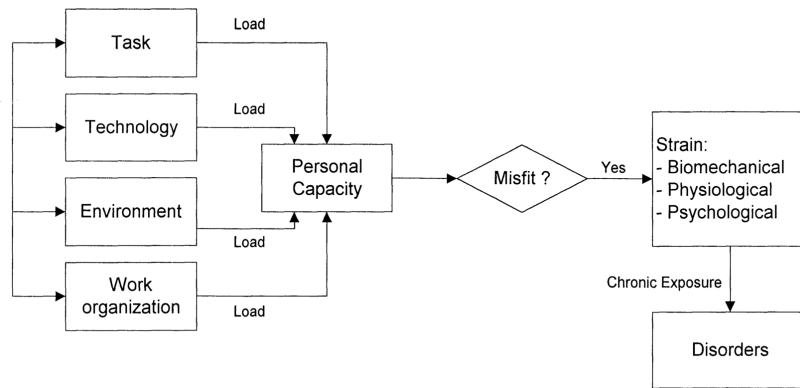 Task
Load
Technology
Load
Environment
Load
Work
organization
Load
Personal
Capacity
Misfit ?
Yes
Strain:
- Biomechanical
- Physiological
- Psychological
Chronic Exposure
Disorders